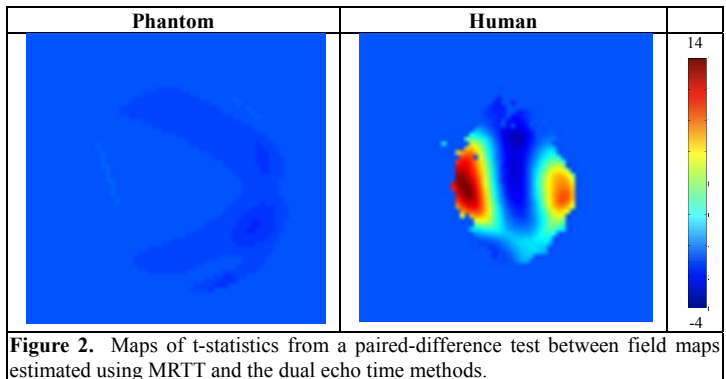 Phantom
Human
14
-4
Figure 2. Maps of t-statistics from a paired-difference test between field maps
estimated using MRTT and the dual echo time methods.